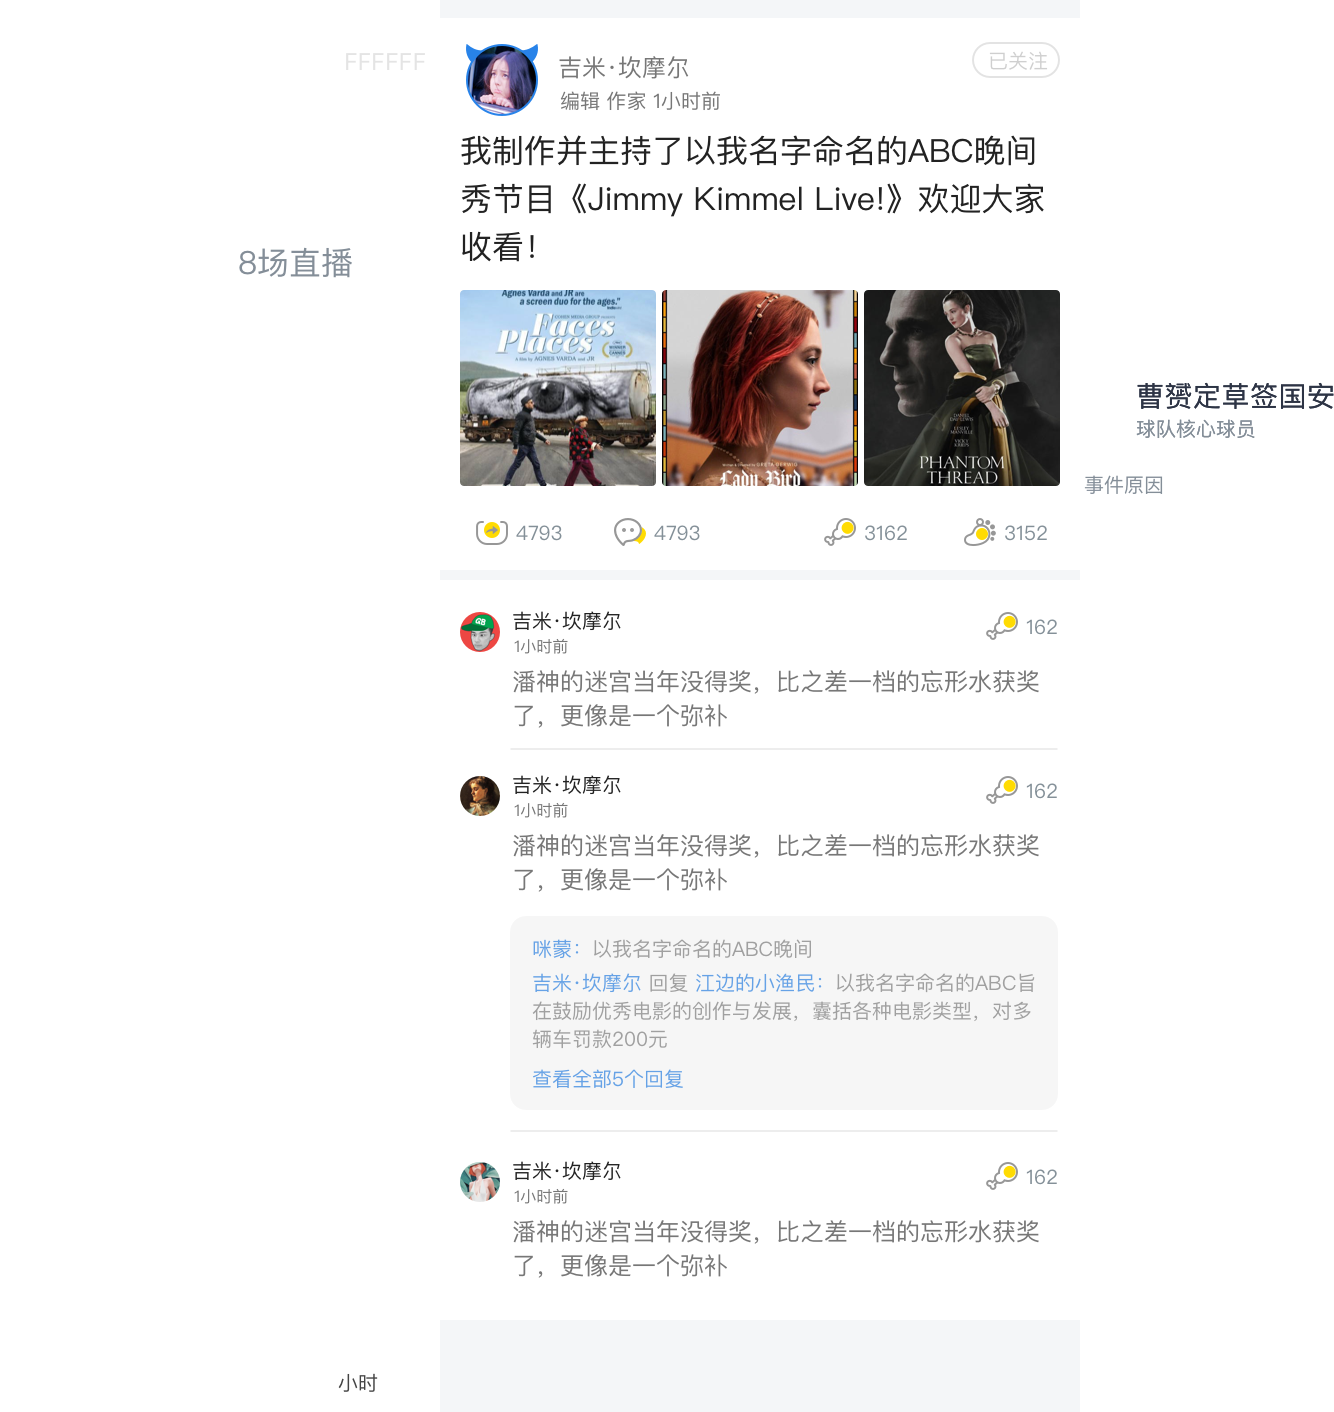 FFFFFF
吉米·坎摩尔
已关注
编辑 作家 1小时前
我制作并主持了以我名字命名的ABC晚间
秀节目《Jimmy Kimmel Live!》欢迎大家
收看！
8场直播
Agnes Varda and JR are
a screen duo for the ages."
Faces
Places
a film by AGNES VARDA and JR
Lady Bird
DANIEL
DAY-LEWIS
LESLEY
MANVILLE
VICKY
KRIEPS
PHANTOM
THREAD
曹赟定草签国安
球队核心球员
事件原因
4793
4793
3162
3152
吉米·坎摩尔
162
1小时前
潘神的迷宫当年没得奖，比之差一档的忘形水获奖
了，更像是一个弥补
吉米·坎摩尔
162
1小时前
潘神的迷宫当年没得奖，比之差一档的忘形水获奖
了，更像是一个弥补
咪蒙：以我名字命名的ABC晚间
吉米·坎摩尔 回复 江边的小渔民：以我名字命名的ABC旨
在鼓励优秀电影的创作与发展，囊括各种电影类型，对多
辆车罚款200元
查看全部5个回复
吉米·坎摩尔
162
1小时前
潘神的迷宫当年没得奖，比之差一档的忘形水获奖
了，更像是一个弥补
小时